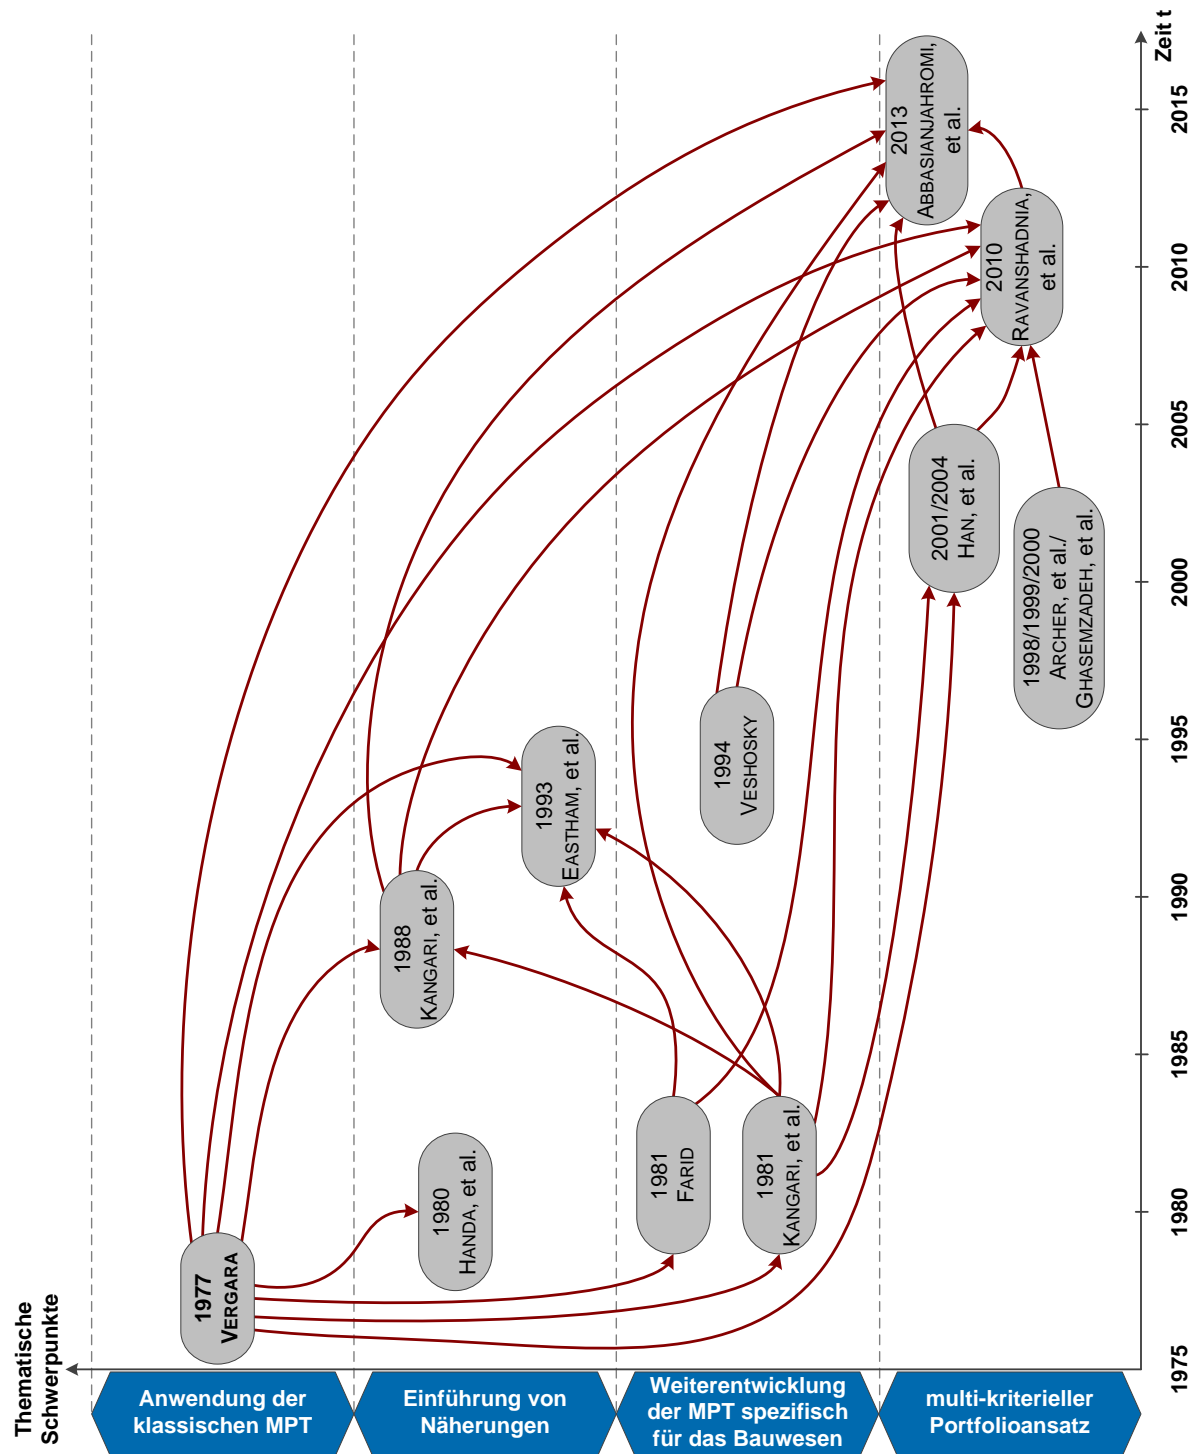 Thematische
Schwerpunkte
Anwendung der
klassischen MPT
Einführung von
Näherungen
Weiterentwicklung
der MPT spezifisch
für das Bauwesen
multi-kriterieller
Portfolioansatz
1977
VERGARA
1980
HANDA, et al.
1988
KANGARI, et al.
1993
EASTHAM, et al.
1981
FARID
1981
KANGARI, et al.
1994
VESHOSKY
2001/2004
HAN, et al.
1998/1999/2000
ARCHER, et al./
GHASEMZADEH, et al.
2010
RAVANSHADNIA,
et al.
2013
ABBASIANJAHROMI,
et al.
1975
1980
1985
1990
1995
2000
2005
2010
2015
Zeit t